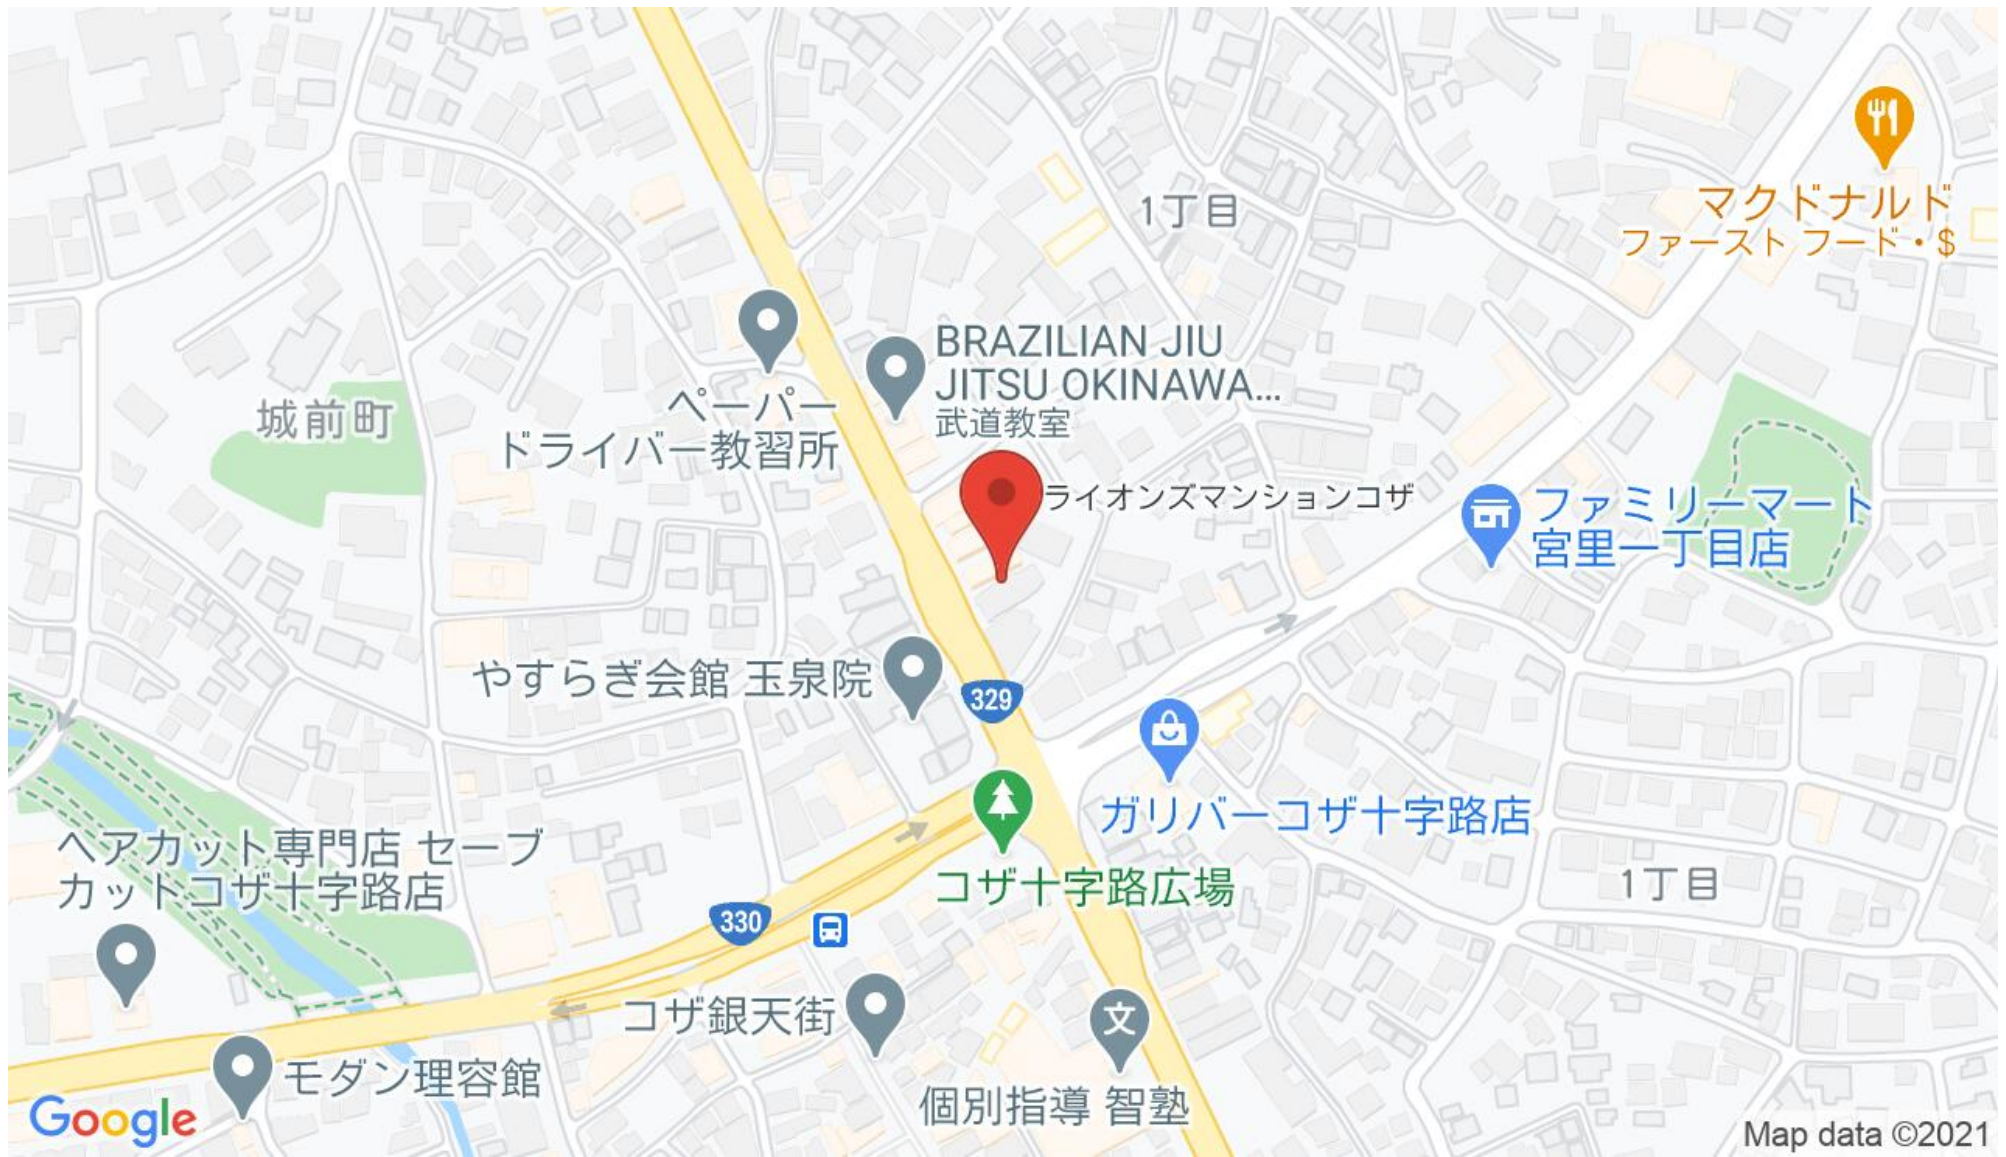 マクドナルド
ファースト フード・$
1丁目
BRAZILIAN JIU
JITSU OKINAWA...
武道教室
ペーパー
ドライバー教習所
城前町
ライオンズマンションコザ
ファミリーマート
宮里一丁目店
やすらぎ会館 玉泉院
329
ガリバーコザ十字路店
コザ十字路広場
ヘアカット専門店 セーブ
カットコザ十字路店
1丁目
330
コザ銀天街
文
モダン理容館
個別指導 智塾
Google
Map data ©2021